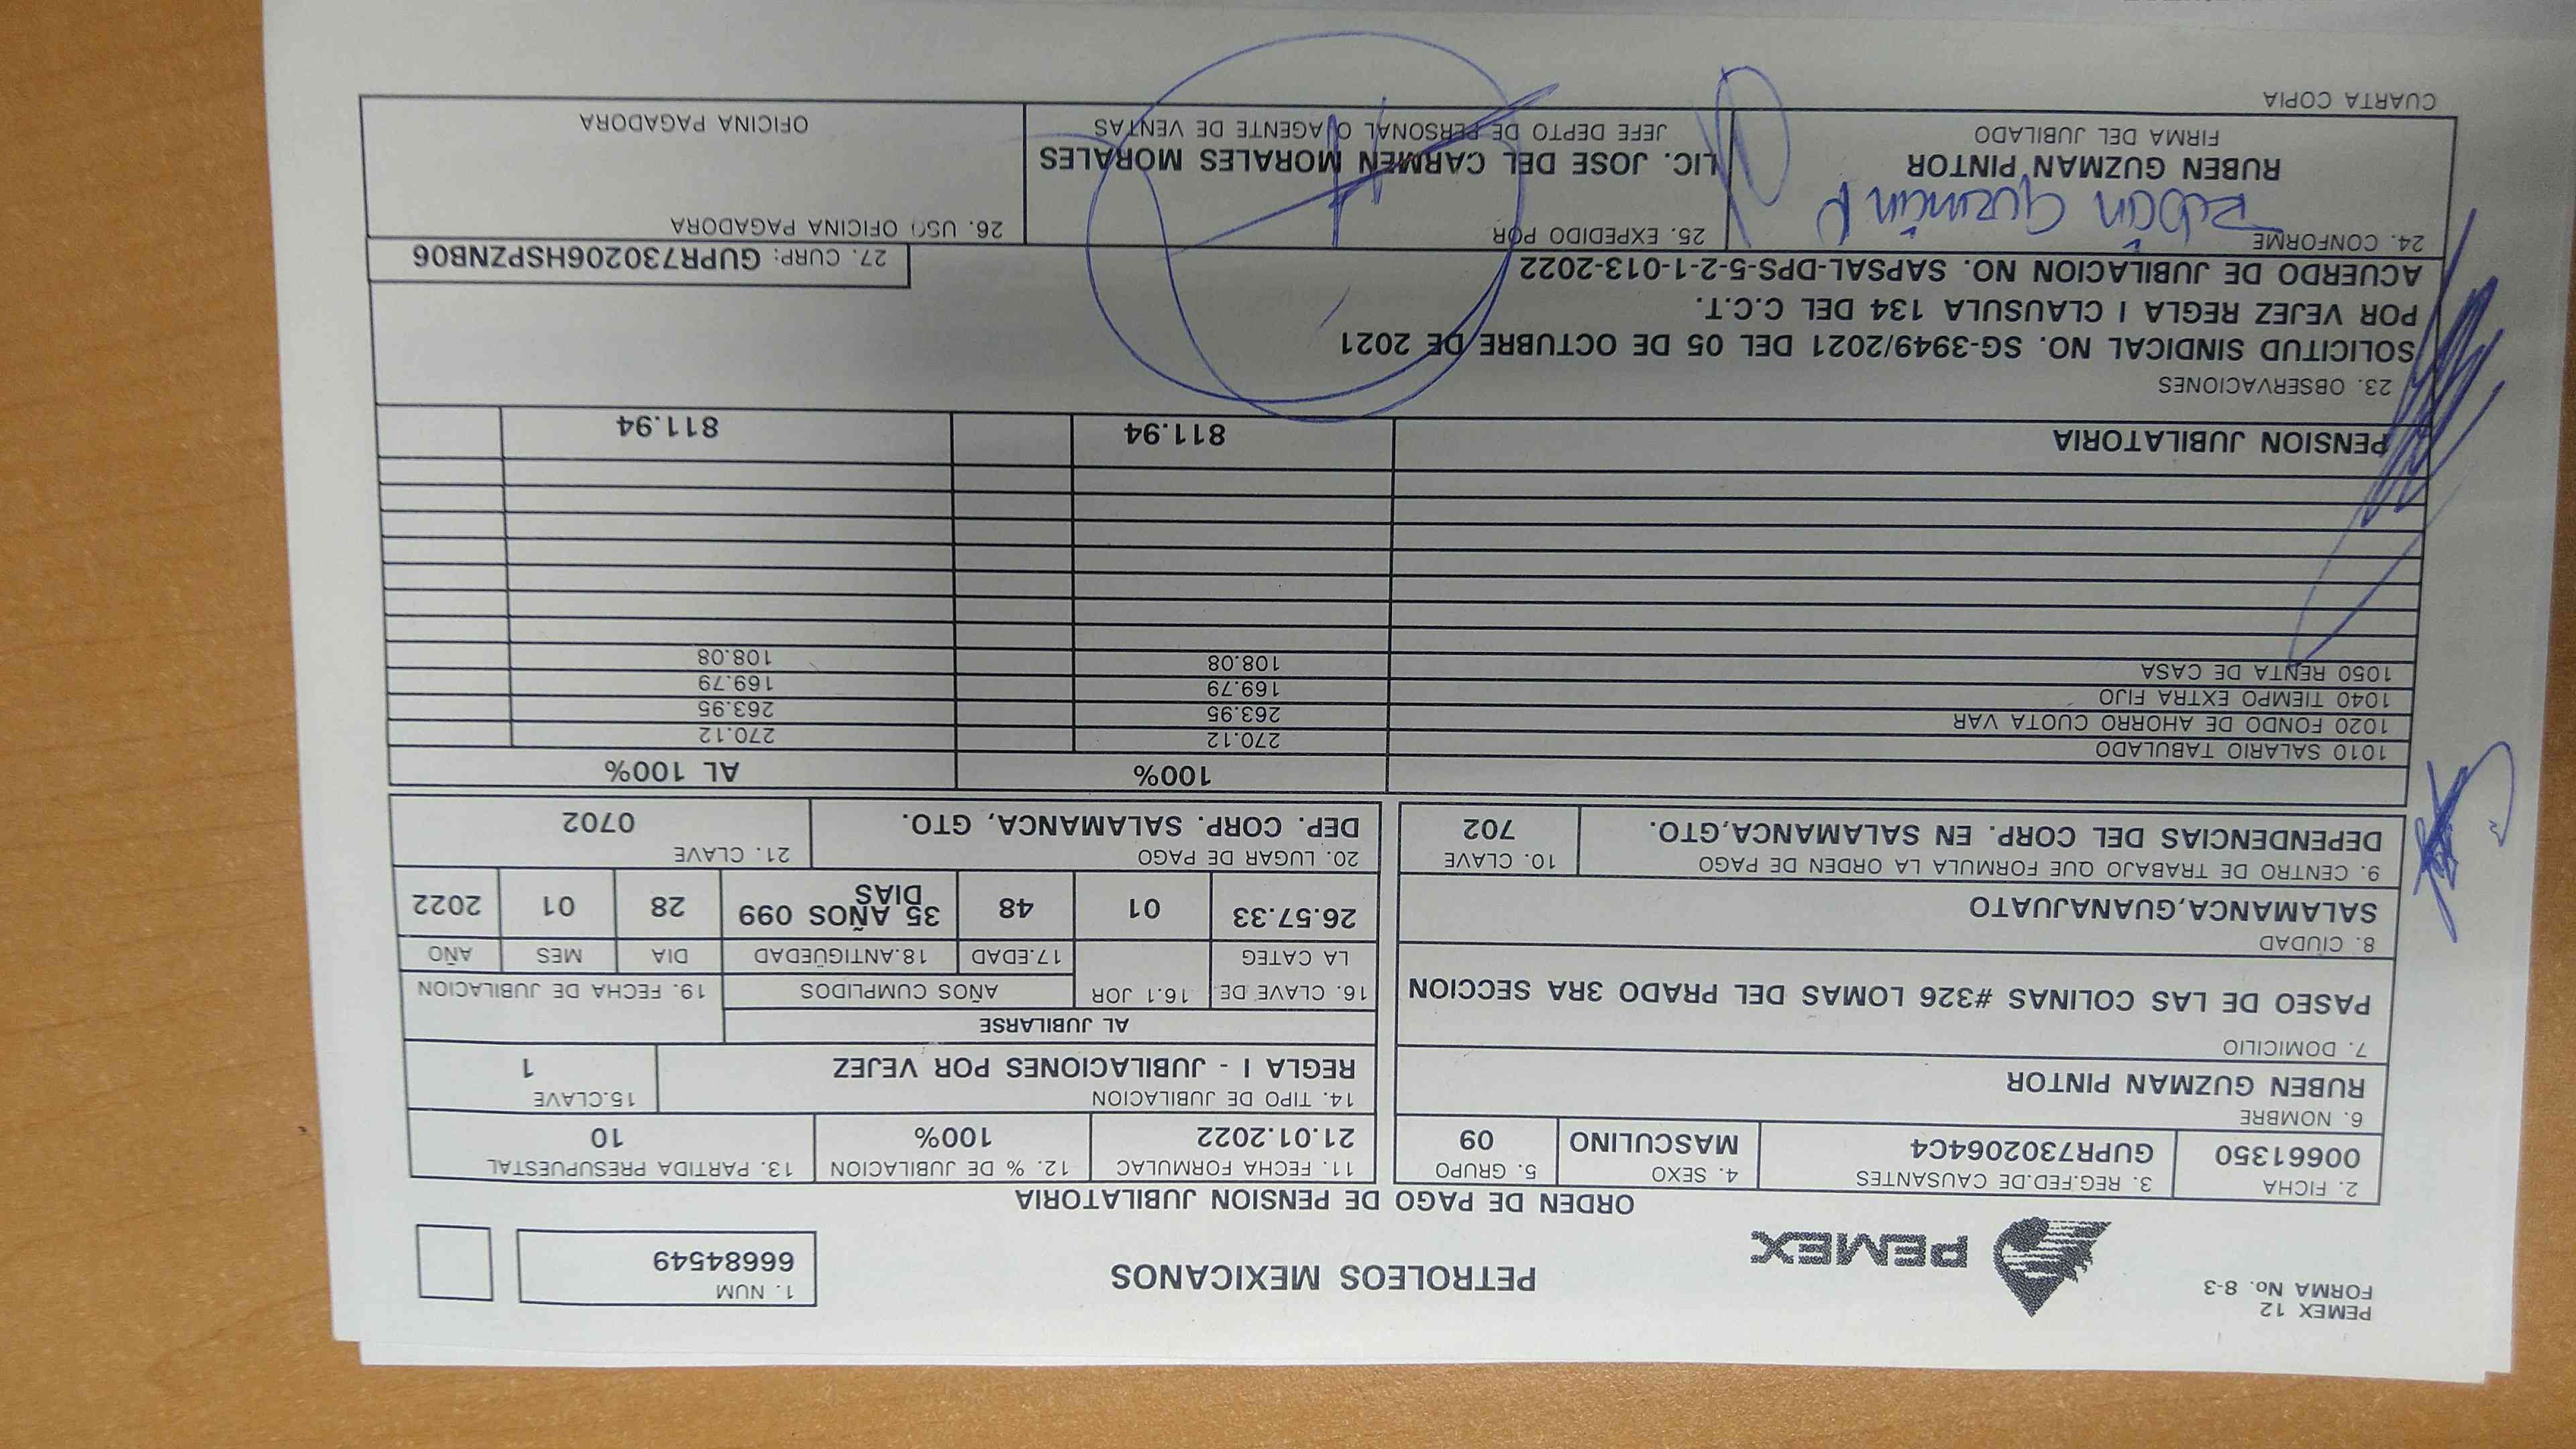 PEMEX 12
FORMA No. 8-3
PEMEX
PETROLEOS MEXICANOS
1. NUM
66684549
ORDEN DE PAGO DE PENSION JUBILATORIA
2. FICHA
00661350
3. REG.FED.DE CAUSANTES
GUPR7302064C4
4. SEXO
MASCULINO
5. GRUPO
09
6. NOMBRE
RUBEN GUZMAN PINTOR
7. DOMICILIO
PASEO DE LAS COLINAS #326 LOMAS DEL PRADO 3RA SECCION
8. CIUDAD
SALAMANCA,GUANAJUATO
9. CENTRO DE TRABAJO QUE FORMULA LA ORDEN DE PAGO
DEPENDENCIAS DEL CORP. EN SALAMANCA,GTO.
10. CLAVE
702
11. FECHA FORMULAC
21.01.2022
12. % DE JUBILACION
100%
13. PARTIDA PRESUPUESTAL
10
14. TIPO DE JUBILACION
REGLA I - JUBILACIONES POR VEJEZ
15.CLAVE
1
AL JUBILARSE
16. CLAVE DE
LA CATEG
26.57.33
16.1 JOR
01
AÑOS CUMPLIDOS
17.EDAD
48
18.ANTIGÜEDAD
35 AÑOS 099
DIAS
19. FECHA DE JUBILACION
DIA MES AÑO
28 01 2022
20. LUGAR DE PAGO
DEP. CORP. SALAMANCA, GTO.
21. CLAVE
0702
100% AL 100%
1010 SALARIO TABULADO 270.12 270.12
1020 FONDO DE AHORRO CUOTA VAR 263.95 263.95
1040 TIEMPO EXTRA FIJO 169.79 169.79
1050 RENTA DE CASA 108.08 108.08
PENSION JUBILATORIA 811.94 811.94
23. OBSERVACIONES
SOLICITUD SINDICAL NO. SG-3949/2021 DEL 05 DE OCTUBRE DE 2021
POR VEJEZ REGLA I CLAUSULA 134 DEL C.C.T.
ACUERDO DE JUBILACION NO. SAPSAL-DPS-5-2-1-013-2022
27. CURP: GUPR730206HSPZNB06
24. CONFORME
Rubén Guzmán P
RUBEN GUZMAN PINTOR
FIRMA DEL JUBILADO
25. EXPEDIDO POR
LIC. JOSE DEL CARMEN MORALES MORALES
JEFE DEPTO DE PERSONAL O AGENTE DE VENTAS
26. USO OFICINA PAGADORA
OFICINA PAGADORA
CUARTA COPIA